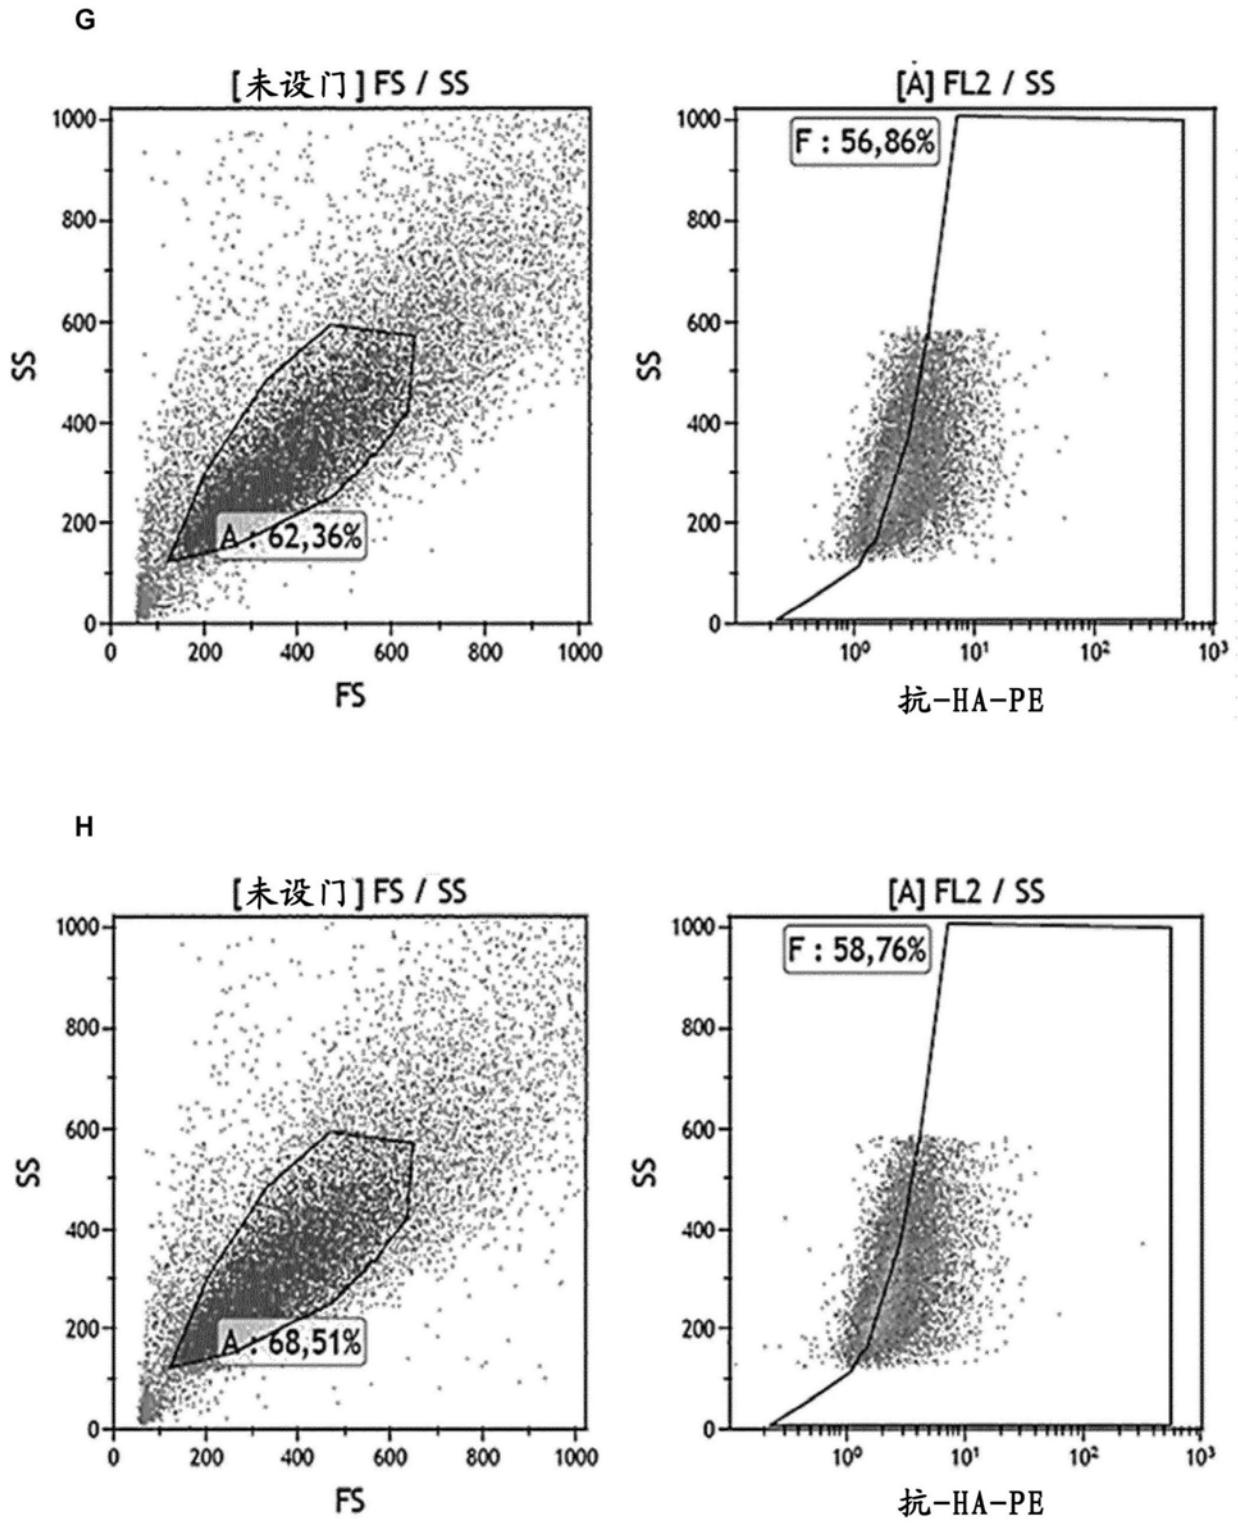 G
[未设门] FS / SS
[A] FL2 / SS
1000
800
600
400
200
0
SS
A : 62,36%
0 200 400 600 800 1000
FS
1000
800
600
400
200
0
SS
F : 56,86%
10⁰ 10¹ 10² 10³
抗-HA-PE
H
[未设门] FS / SS
[A] FL2 / SS
1000
800
600
400
200
0
SS
A : 68,51%
0 200 400 600 800 1000
FS
1000
800
600
400
200
0
SS
F : 58,76%
10⁰ 10¹ 10² 10³
抗-HA-PE